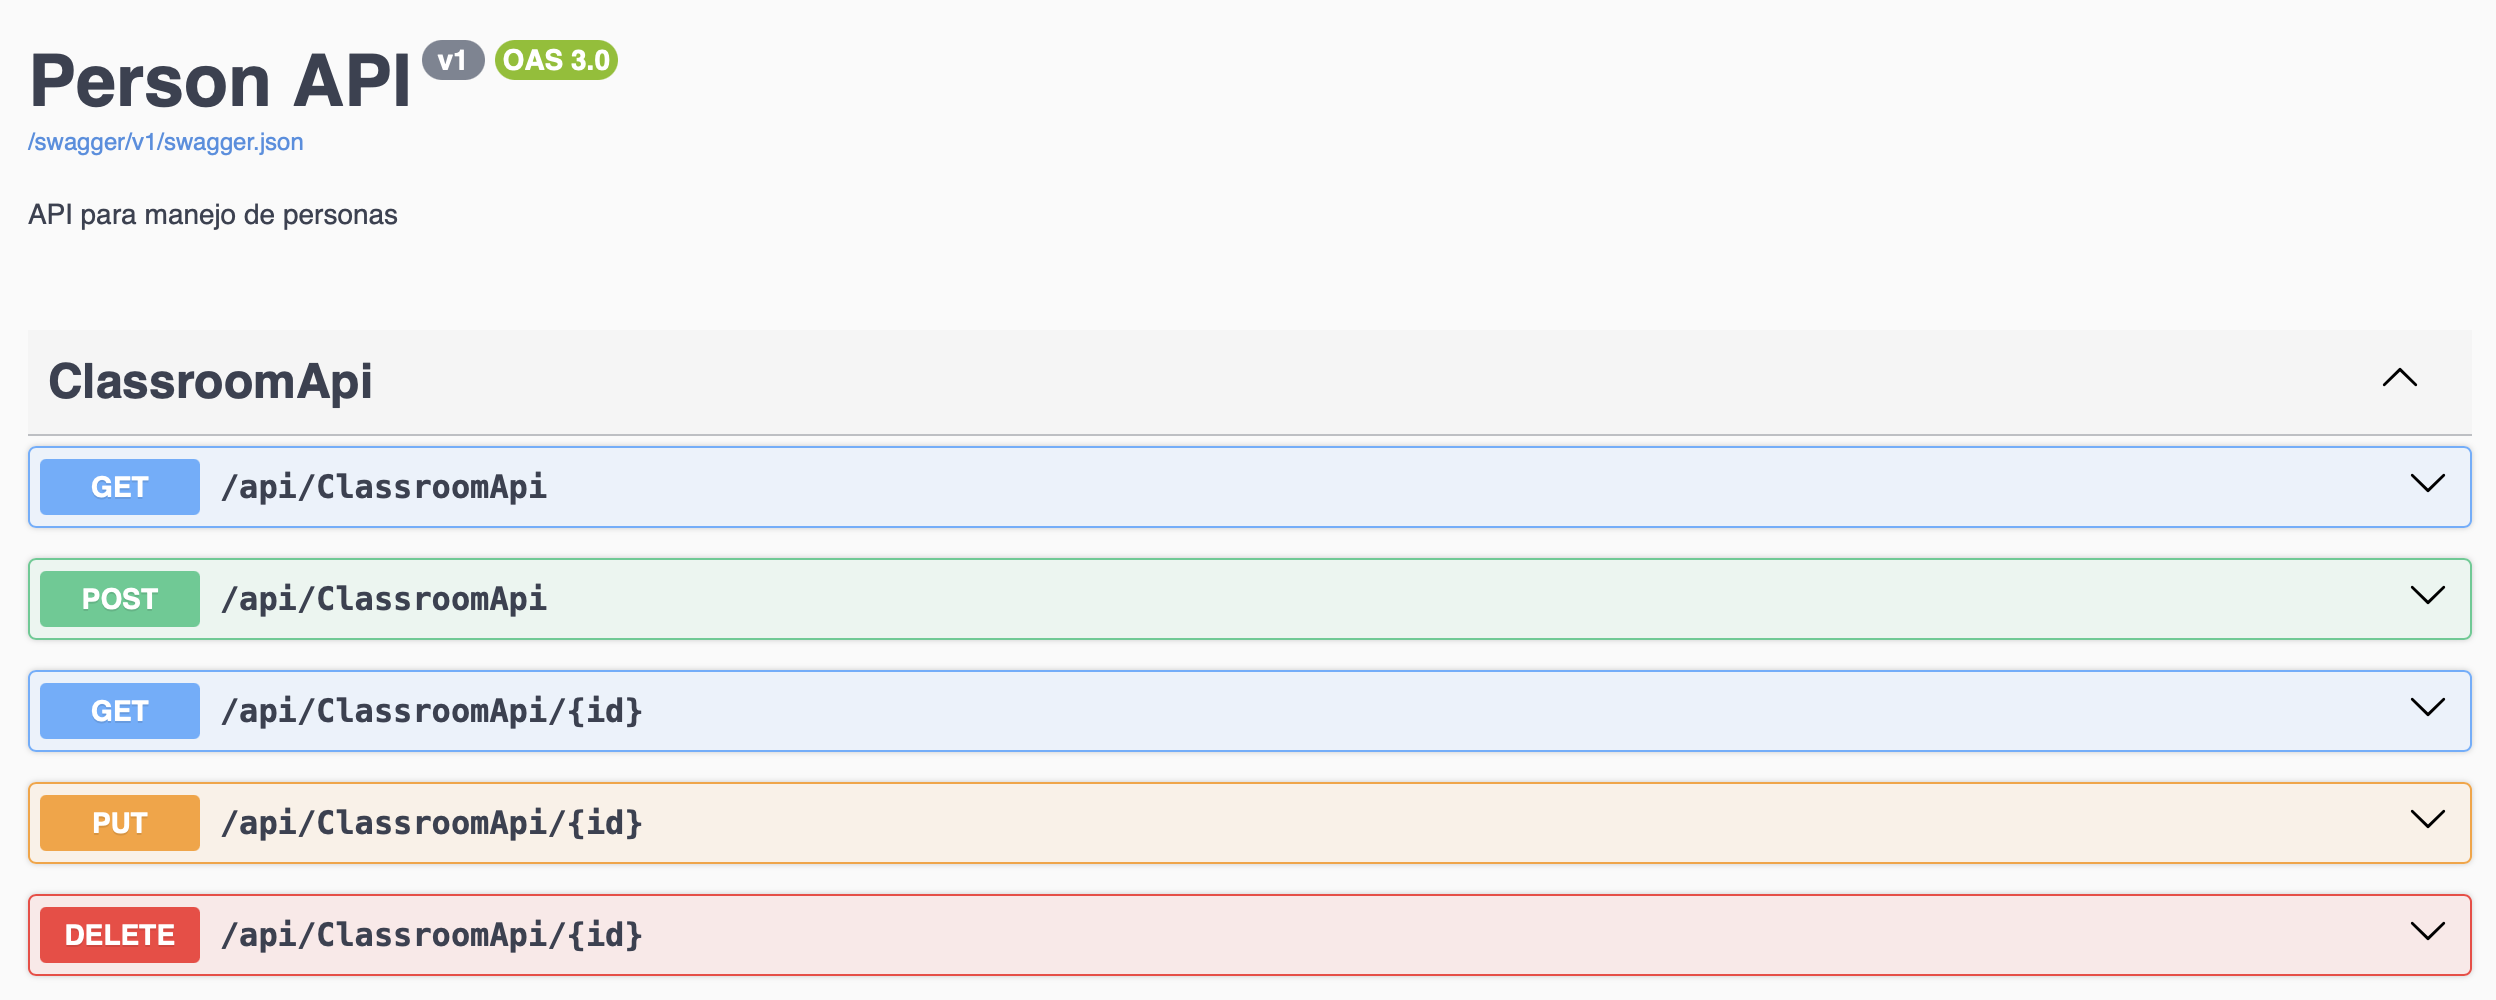 Person API v1 OAS 3.0
/swagger/v1/swagger.json
API para manejo de personas
ClassroomApi
GET /api/ClassroomApi
POST /api/ClassroomApi
GET /api/ClassroomApi/{id}
PUT /api/ClassroomApi/{id}
DELETE /api/ClassroomApi/{id}